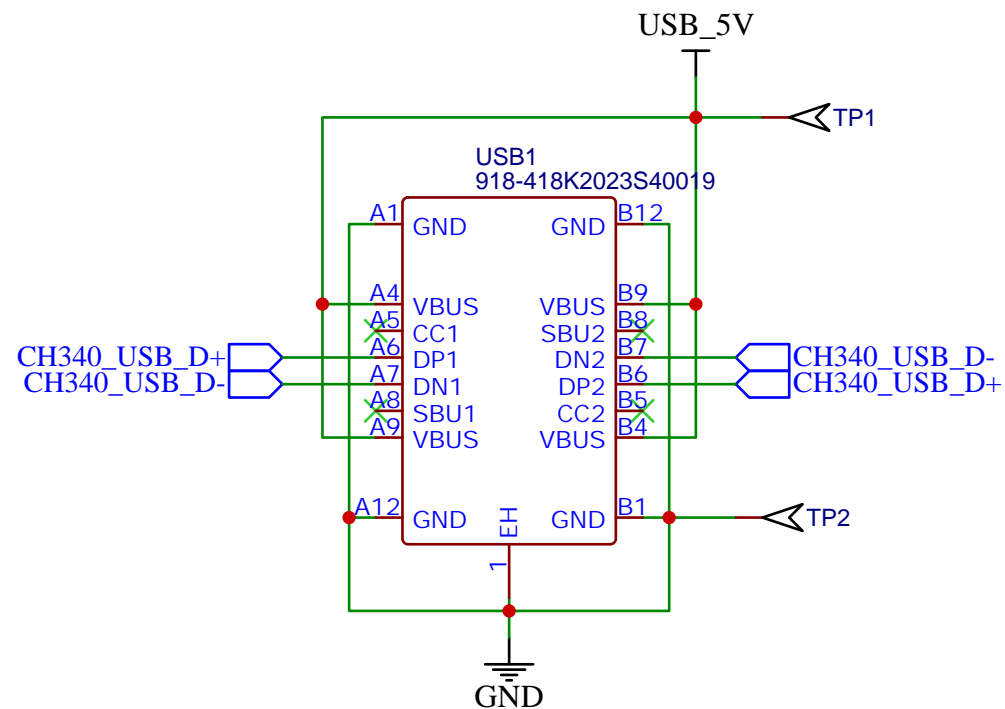 USB_5V
TP1
USB1
918-418K2023S40019
A1 GND GND B12
A4 VBUS VBUS B9
A5 CC1 SBU2 B8
CH340_USB_D+ A6 DP1 DN2 B7 CH340_USB_D-
CH340_USB_D- A7 DN1 DP2 B6 CH340_USB_D+
A8 SBU1 CC2 B5
A9 VBUS VBUS B4
A12 GND GND B1 TP2
EH
1
GND